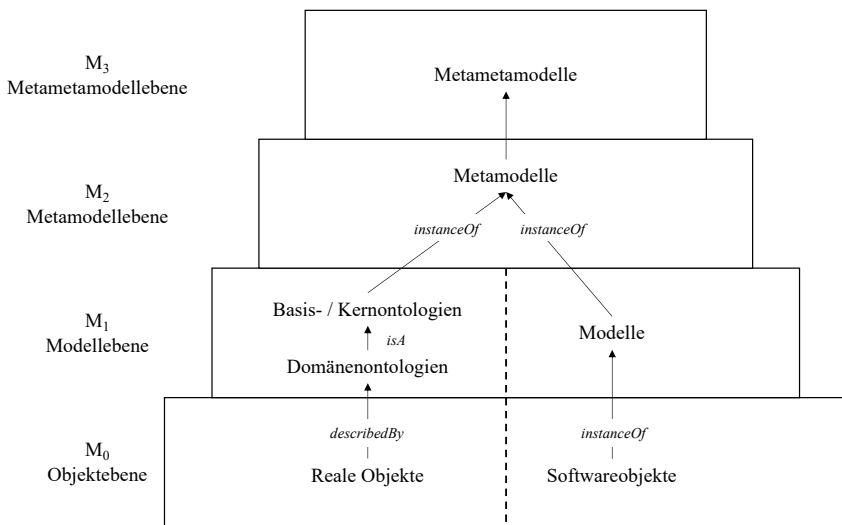 M3
Metametamodellebene
Metametamodelle
M2
Metamodellebene
Metamodelle
instanceOf instanceOf
M1
Modellebene
Basis- / Kernontologien
isA
Domänenontologien
Modelle
M0
Objektebene
describedBy instanceOf
Reale Objekte Softwareobjekte